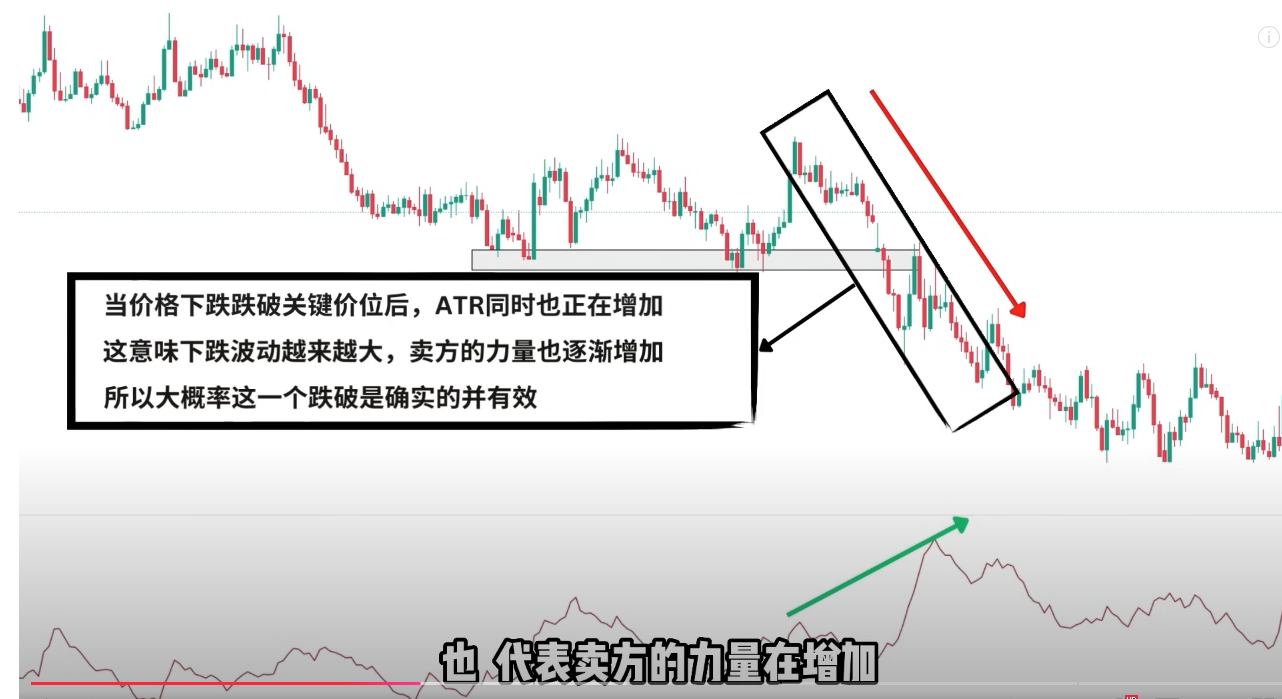 当价格下跌跌破关键价位后，ATR同时也正在增加
这意味下跌波动越来越大，卖方的力量也逐渐增加
所以大概率这一个跌破是确实的并有效
也 代表卖方的力量在增加